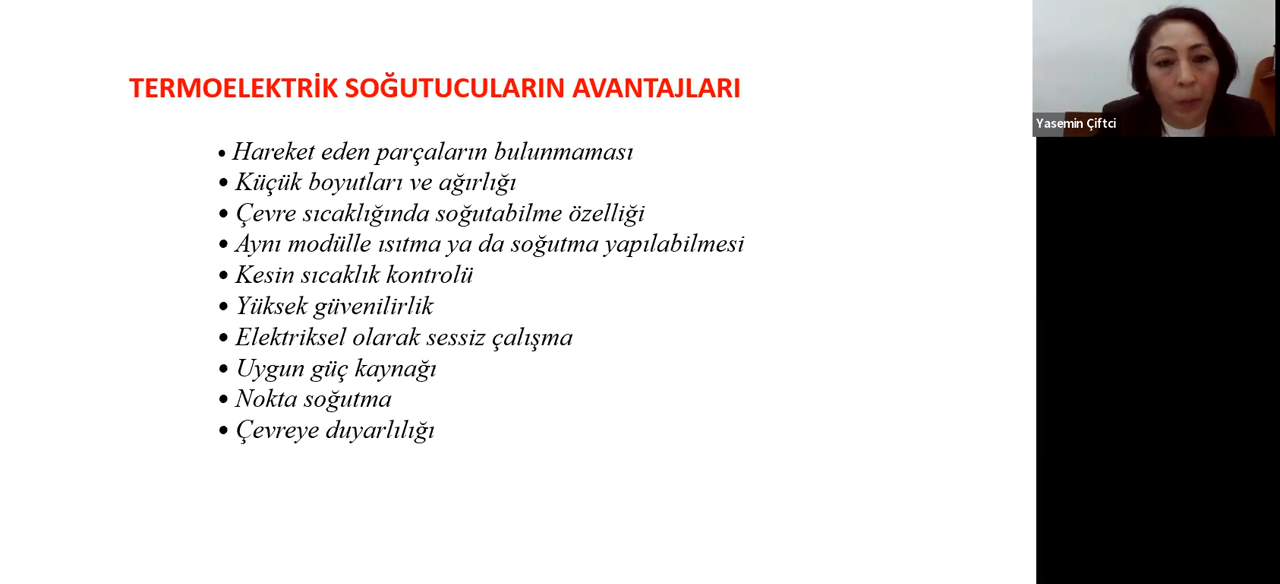 TERMOELEKTRİK SOĞUTUCULARIN AVANTAJLARI
• Hareket eden parçaların bulunmaması
• Küçük boyutları ve ağırlığı
• Çevre sıcaklığında soğutabilme özelliği
• Aynı modülle ısıtma ya da soğutma yapılabilmesi
• Kesin sıcaklık kontrolü
• Yüksek güvenilirlik
• Elektriksel olarak sessiz çalışma
• Uygun güç kaynağı
• Nokta soğutma
• Çevreye duyarlılığı
Yasemin Çiftci